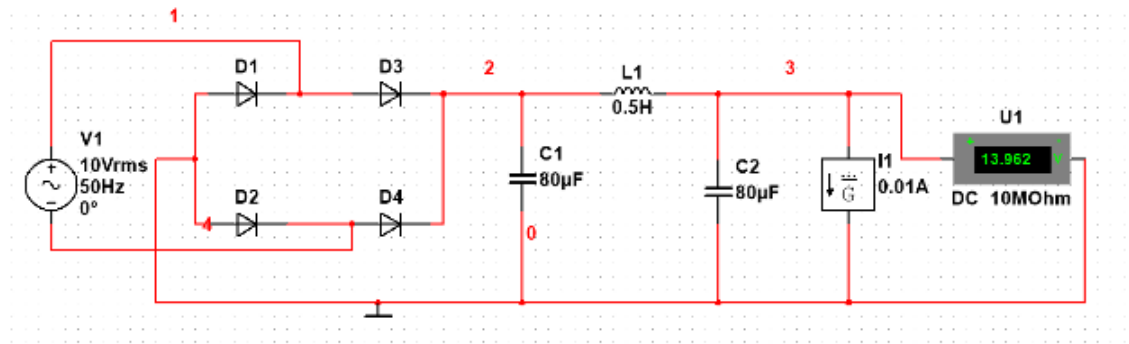 1
D1
D3
2
L1
0.5H
3
U1
+
-
13.962 V
DC 10MOhm
V1
10Vrms
50Hz
0°
+
~
−
D2
D4
4
C1
80µF
0
C2
80µF
I1
0.01A
G